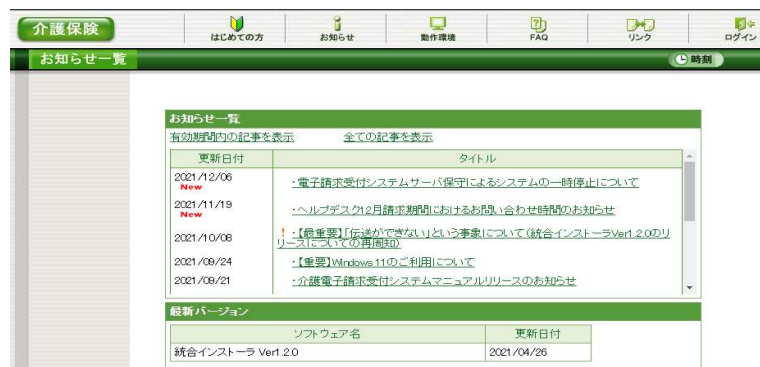 介護保険
はじめての方
お知らせ
動作環境
FAQ
リンク
ログイン
お知らせ一覧
時刻
お知らせ一覧
有効期間内の記事を表示 全ての記事を表示
更新日付 タイトル
2021/12/06 New ・電子請求受付システムサーバ保守によるシステムの一時停止について
2021/11/19 New ・ヘルプデスク12月請求期間におけるお問い合わせ時間のお知らせ
2021/10/08 ！・【最重要】「伝送ができない」という事象について(統合インストーラVer1.2.0のリ
リースについての再周知)
2021/09/24 ・【重要】Windows11のご利用について
2021/09/21 ・介護電子請求受付システムマニュアルリリースのお知らせ
最新バージョン
ソフトウェア名 更新日付
統合インストーラ Ver1.2.0 2021/04/26